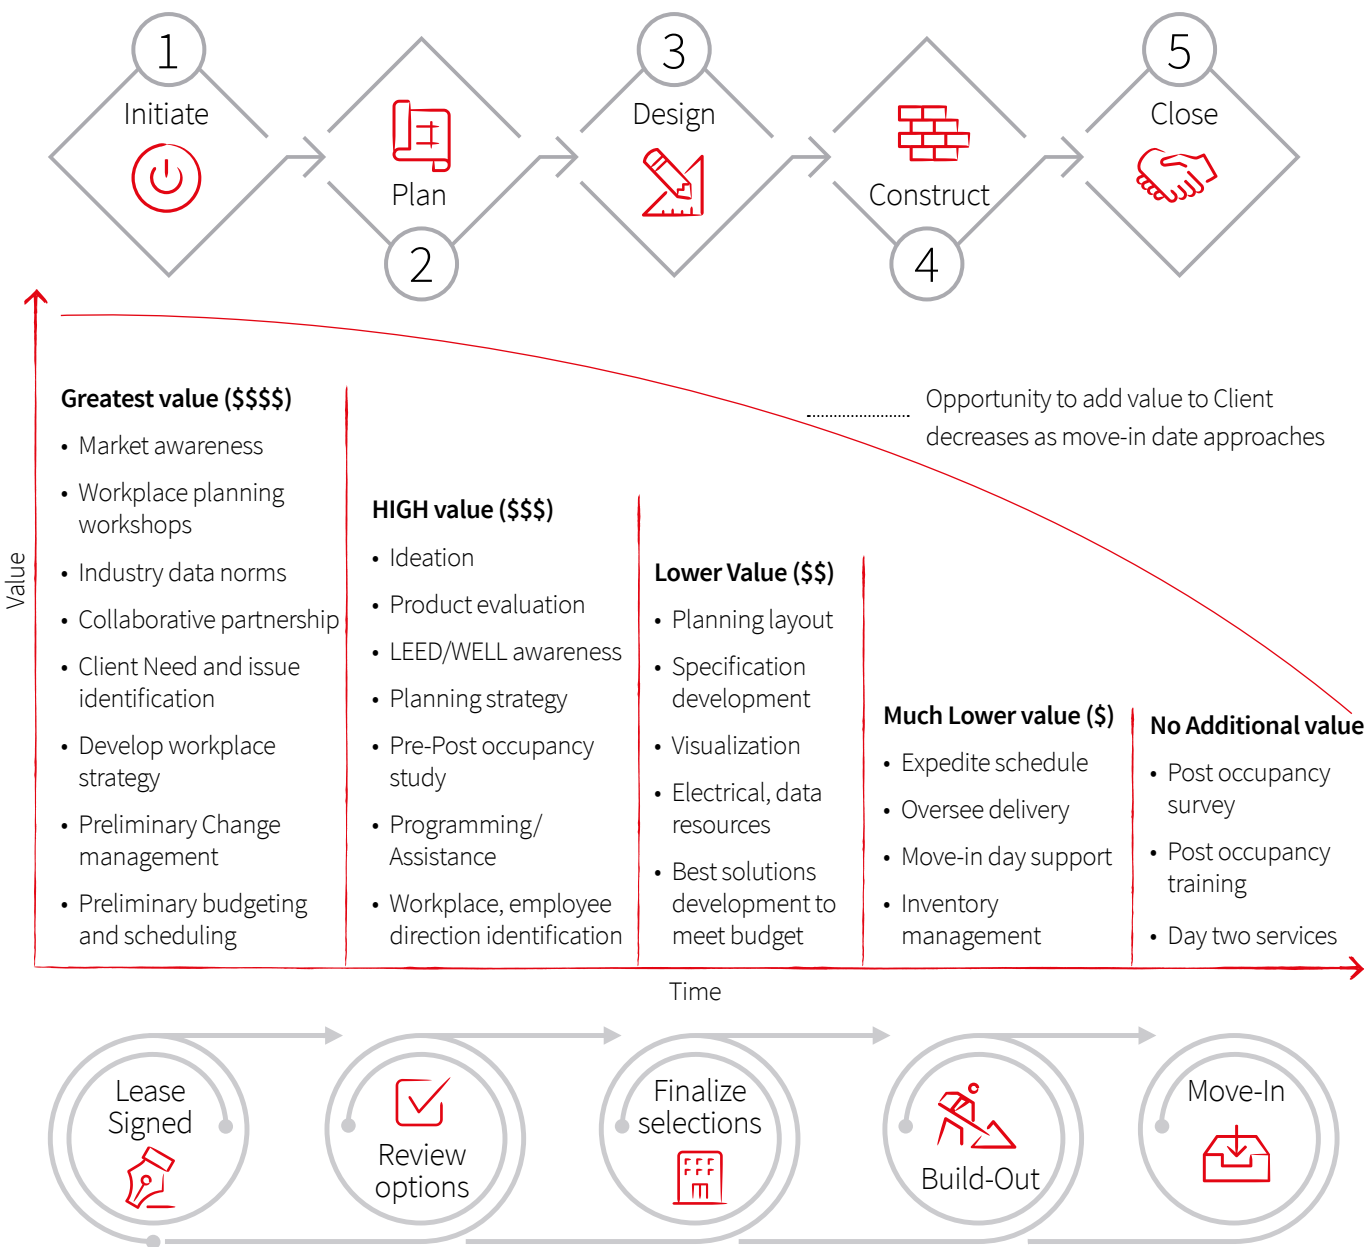 1
Initiate
Plan
2
3
Design
Construct
4
5
Close
Value
Greatest value ($$$$)
• Market awareness
• Workplace planning
workshops
• Industry data norms
• Collaborative partnership
• Client Need and issue
identification
• Develop workplace
strategy
• Preliminary Change
management
• Preliminary budgeting
and scheduling
HIGH value ($$$)
• Ideation
• Product evaluation
• LEED/WELL awareness
• Planning strategy
• Pre-Post occupancy
study
• Programming/
Assistance
• Workplace, employee
direction identification
Lower Value ($$)
• Planning layout
• Specification
development
• Visualization
• Electrical, data
resources
• Best solutions
development to
meet budget
Opportunity to add value to Client
decreases as move-in date approaches
Much Lower value ($)
• Expedite schedule
• Oversee delivery
• Move-in day support
• Inventory
management
No Additional value
• Post occupancy
survey
• Post occupancy
training
• Day two services
Time
Lease
Signed
Review
options
Finalize
selections
Build-Out
Move-In